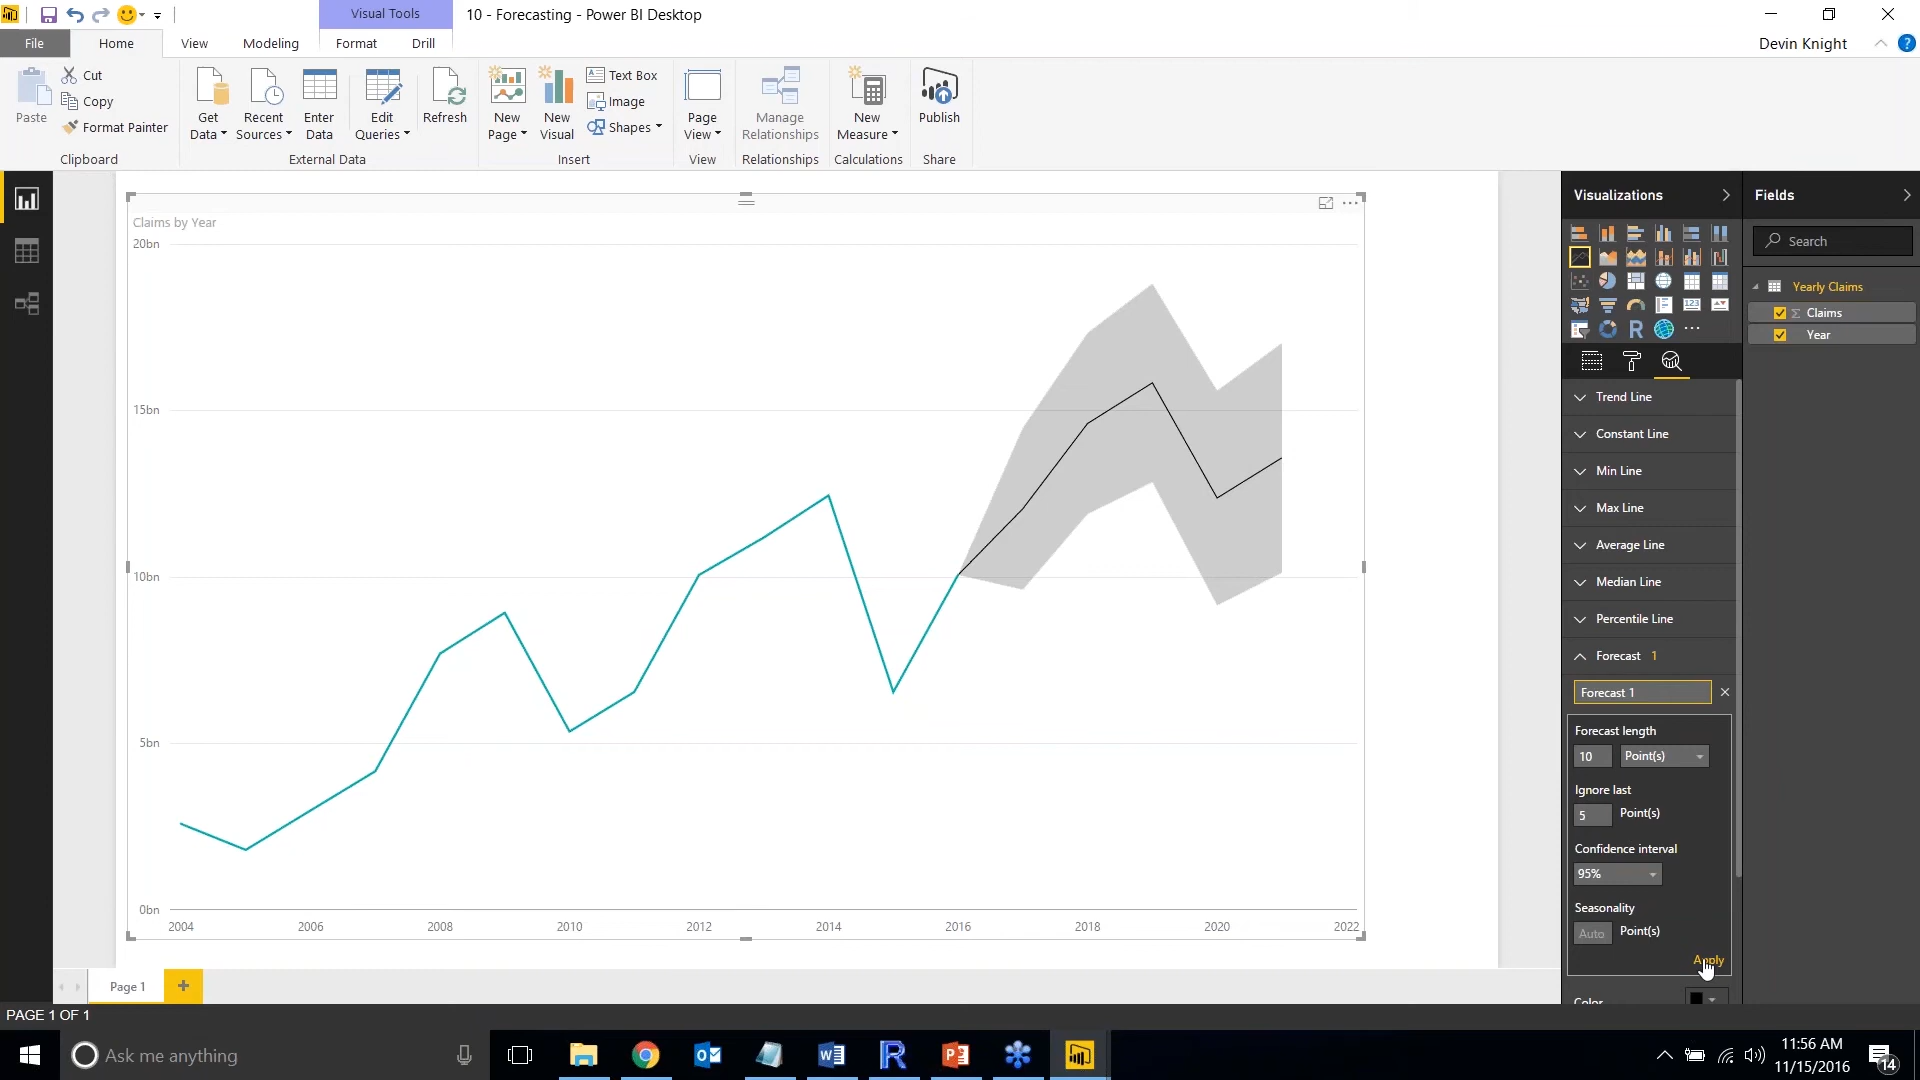 Visual Tools
10 - Forecasting - Power BI Desktop
File
Home
View
Modeling
Format
Drill
Devin Knight
?
Paste
Cut
Copy
Format Painter
Clipboard
Get Data
Recent Sources
Enter Data
Edit Queries
Refresh
External Data
New Page
New Visual
Text Box
Image
Shapes
Insert
Page View
View
Manage Relationships
Relationships
New Measure
Calculations
Publish
Share
Claims by Year
20bn
15bn
10bn
5bn
0bn
2004 2006 2008 2010 2012 2014 2016 2018 2020 2022
Visualizations
R
123
Trend Line
Constant Line
Min Line
Max Line
Average Line
Median Line
Percentile Line
Forecast 1
Forecast 1
Forecast length
10 Point(s)
Ignore last
5 Point(s)
Confidence interval
95%
Seasonality
Auto Point(s)
Apply
Color
Fields
Search
Yearly Claims
Σ Claims
Year
Page 1
PAGE 1 OF 1
Ask me anything
11:56 AM
11/15/2016
14